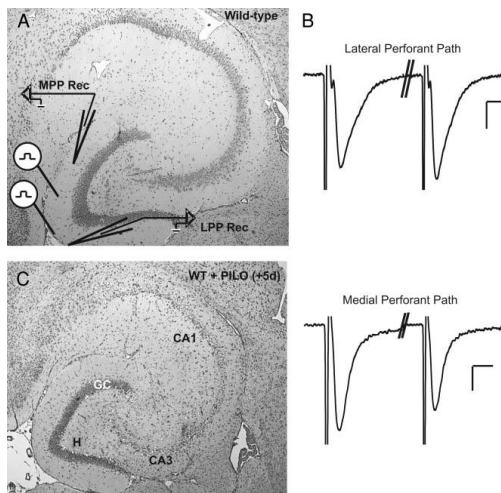 A
Wild-type
MPP Rec
LPP Rec
B
Lateral Perforant Path
Medial Perforant Path
C
WT + PILO (+5d)
CA1
GC
H
CA3